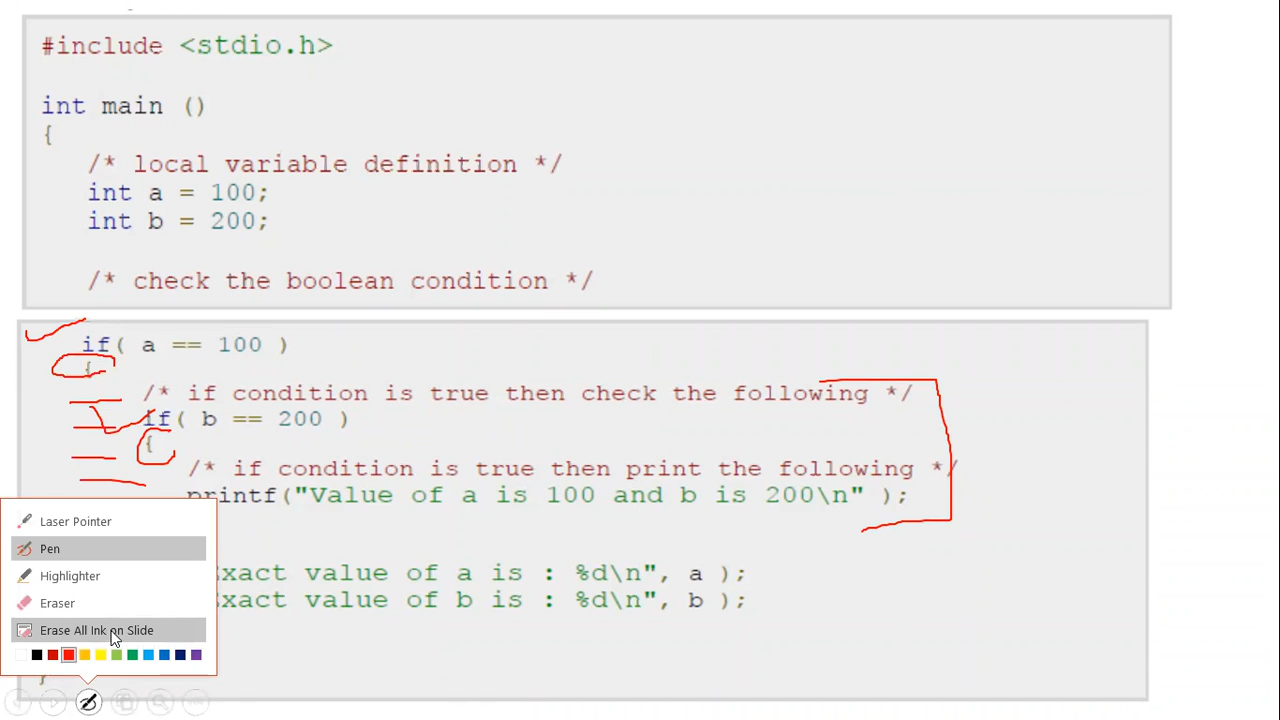 #include <stdio.h>
int main ()
{
/* local variable definition */
int a = 100;
int b = 200;
/* check the boolean condition */
if( a == 100 )
{
/* if condition is true then check the following */
if( b == 200 )
{
/* if condition is true then print the following */
printf("Value of a is 100 and b is 200\n" );
Exact value of a is : %d\n", a );
Exact value of b is : %d\n", b );
}
Laser Pointer
Pen
Highlighter
Eraser
Erase All Ink on Slide